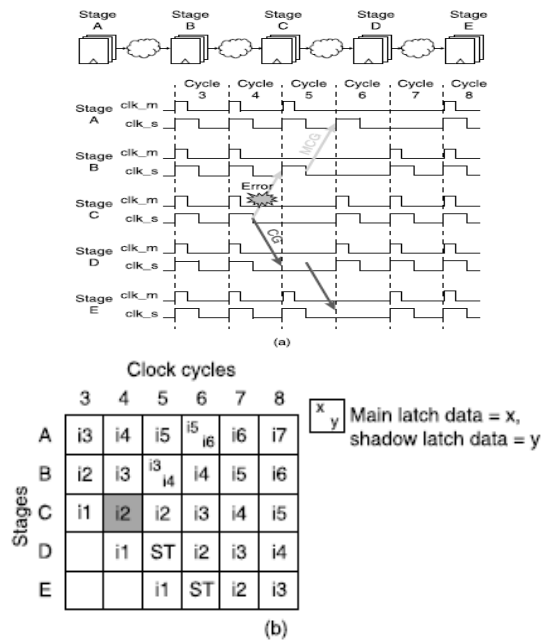 Stage A Stage B Stage C Stage D Stage E
Cycle 3 Cycle 4 Cycle 5 Cycle 6 Cycle 7 Cycle 8
Stage A clk_m
clk_s
MCG
Stage B clk_m
clk_s
Error
Stage C clk_m
clk_s
CG
Stage D clk_m
clk_s
Stage E clk_m
clk_s
(a)
Clock cycles
3 4 5 6 7 8
A i3 i4 i5 i5 i6 i6 i7
B i2 i3 i3 i4 i4 i5 i6
C i1 i2 i2 i3 i4 i5
D i1 ST i2 i3 i4
E i1 ST i2 i3
Stages
x y Main latch data = x,
shadow latch data = y
(b)